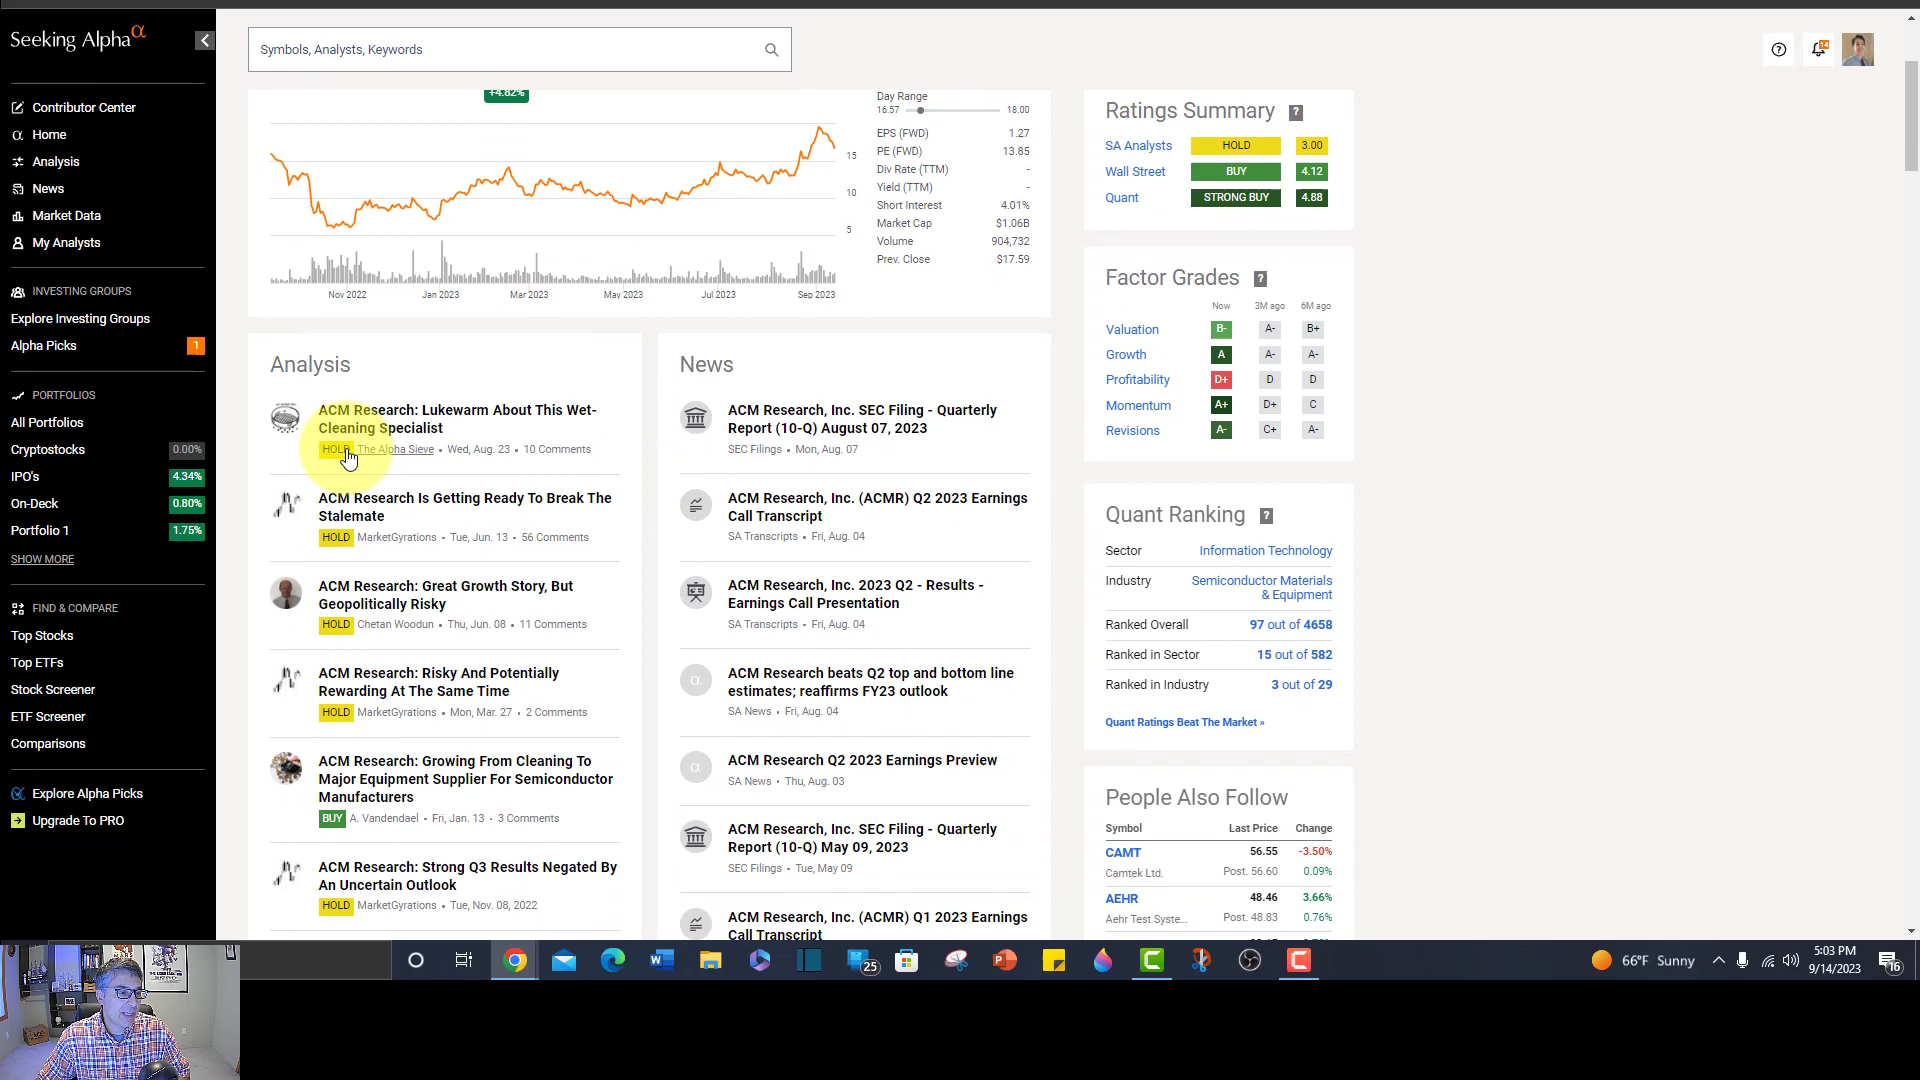 Seeking Alpha α
Symbols, Analysts, Keywords
14
Contributor Center
Home
Analysis
News
Market Data
My Analysts
INVESTING GROUPS
Explore Investing Groups
Alpha Picks 1
PORTFOLIOS
All Portfolios
Cryptostocks 0.00%
IPO's 4.34%
On-Deck 0.80%
Portfolio 1 1.75%
SHOW MORE
FIND & COMPARE
Top Stocks
Top ETFs
Stock Screener
ETF Screener
Comparisons
Explore Alpha Picks
Upgrade To PRO
+4.82%
15
10
5
Nov 2022 Jan 2023 Mar 2023 May 2023 Jul 2023 Sep 2023
Day Range
16.57 18.00
EPS (FWD) 1.27
PE (FWD) 13.85
Div Rate (TTM) -
Yield (TTM) -
Short Interest 4.01%
Market Cap $1.06B
Volume 904,732
Prev. Close $17.59
Analysis
ACM Research: Lukewarm About This Wet-
Cleaning Specialist
HOLD The Alpha Sieve • Wed, Aug. 23 • 10 Comments
ACM Research Is Getting Ready To Break The
Stalemate
HOLD MarketGyrations • Tue, Jun. 13 • 56 Comments
ACM Research: Great Growth Story, But
Geopolitically Risky
HOLD Chetan Woodun • Thu, Jun. 08 • 11 Comments
ACM Research: Risky And Potentially
Rewarding At The Same Time
HOLD MarketGyrations • Mon, Mar. 27 • 2 Comments
ACM Research: Growing From Cleaning To
Major Equipment Supplier For Semiconductor
Manufacturers
BUY A. Vandendael • Fri, Jan. 13 • 3 Comments
ACM Research: Strong Q3 Results Negated By
An Uncertain Outlook
HOLD MarketGyrations • Tue, Nov. 08, 2022
News
ACM Research, Inc. SEC Filing - Quarterly
Report (10-Q) August 07, 2023
SEC Filings • Mon, Aug. 07
ACM Research, Inc. (ACMR) Q2 2023 Earnings
Call Transcript
SA Transcripts • Fri, Aug. 04
ACM Research, Inc. 2023 Q2 - Results -
Earnings Call Presentation
SA Transcripts • Fri, Aug. 04
ACM Research beats Q2 top and bottom line
estimates; reaffirms FY23 outlook
SA News • Fri, Aug. 04
ACM Research Q2 2023 Earnings Preview
SA News • Thu, Aug. 03
ACM Research, Inc. SEC Filing - Quarterly
Report (10-Q) May 09, 2023
SEC Filings • Tue, May 09
ACM Research, Inc. (ACMR) Q1 2023 Earnings
Call Transcript
Ratings Summary ?
SA Analysts HOLD 3.00
Wall Street BUY 4.12
Quant STRONG BUY 4.88
Factor Grades ?
Now 3M ago 6M ago
Valuation B- A- B+
Growth A A- A-
Profitability D+ D D
Momentum A+ D+ C
Revisions A- C+ A-
Quant Ranking ?
Sector Information Technology
Industry Semiconductor Materials
& Equipment
Ranked Overall 97 out of 4658
Ranked in Sector 15 out of 582
Ranked in Industry 3 out of 29
Quant Ratings Beat The Market »
People Also Follow
Symbol Last Price Change
CAMT 56.55 -3.50%
Camtek Ltd. Post. 56.60 0.09%
AEHR 48.46 3.66%
Aehr Test Syste... Post. 48.83 0.76%
25
66°F Sunny
5:03 PM
9/14/2023
16